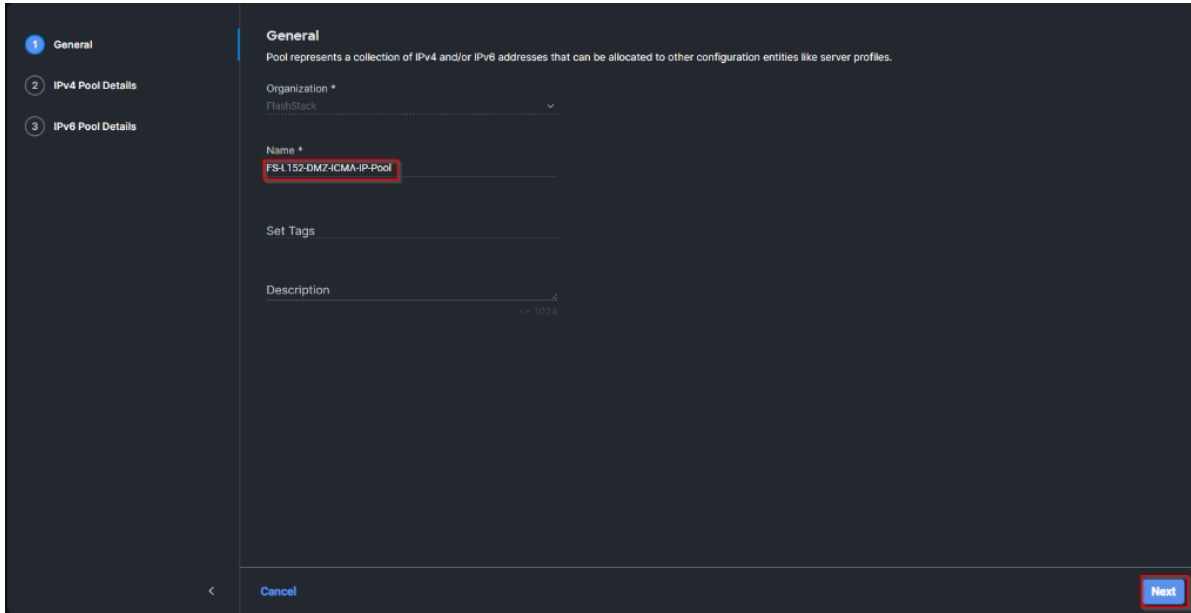 1 General
2 IPv4 Pool Details
3 IPv6 Pool Details
General
Pool represents a collection of IPv4 and/or IPv6 addresses that can be allocated to other configuration entities like server profiles.
Organization *
FlashStack
Name *
FS-L152-DMZ-ICMA-IP-Pool
Set Tags
Description
<= 1024
< Cancel Next